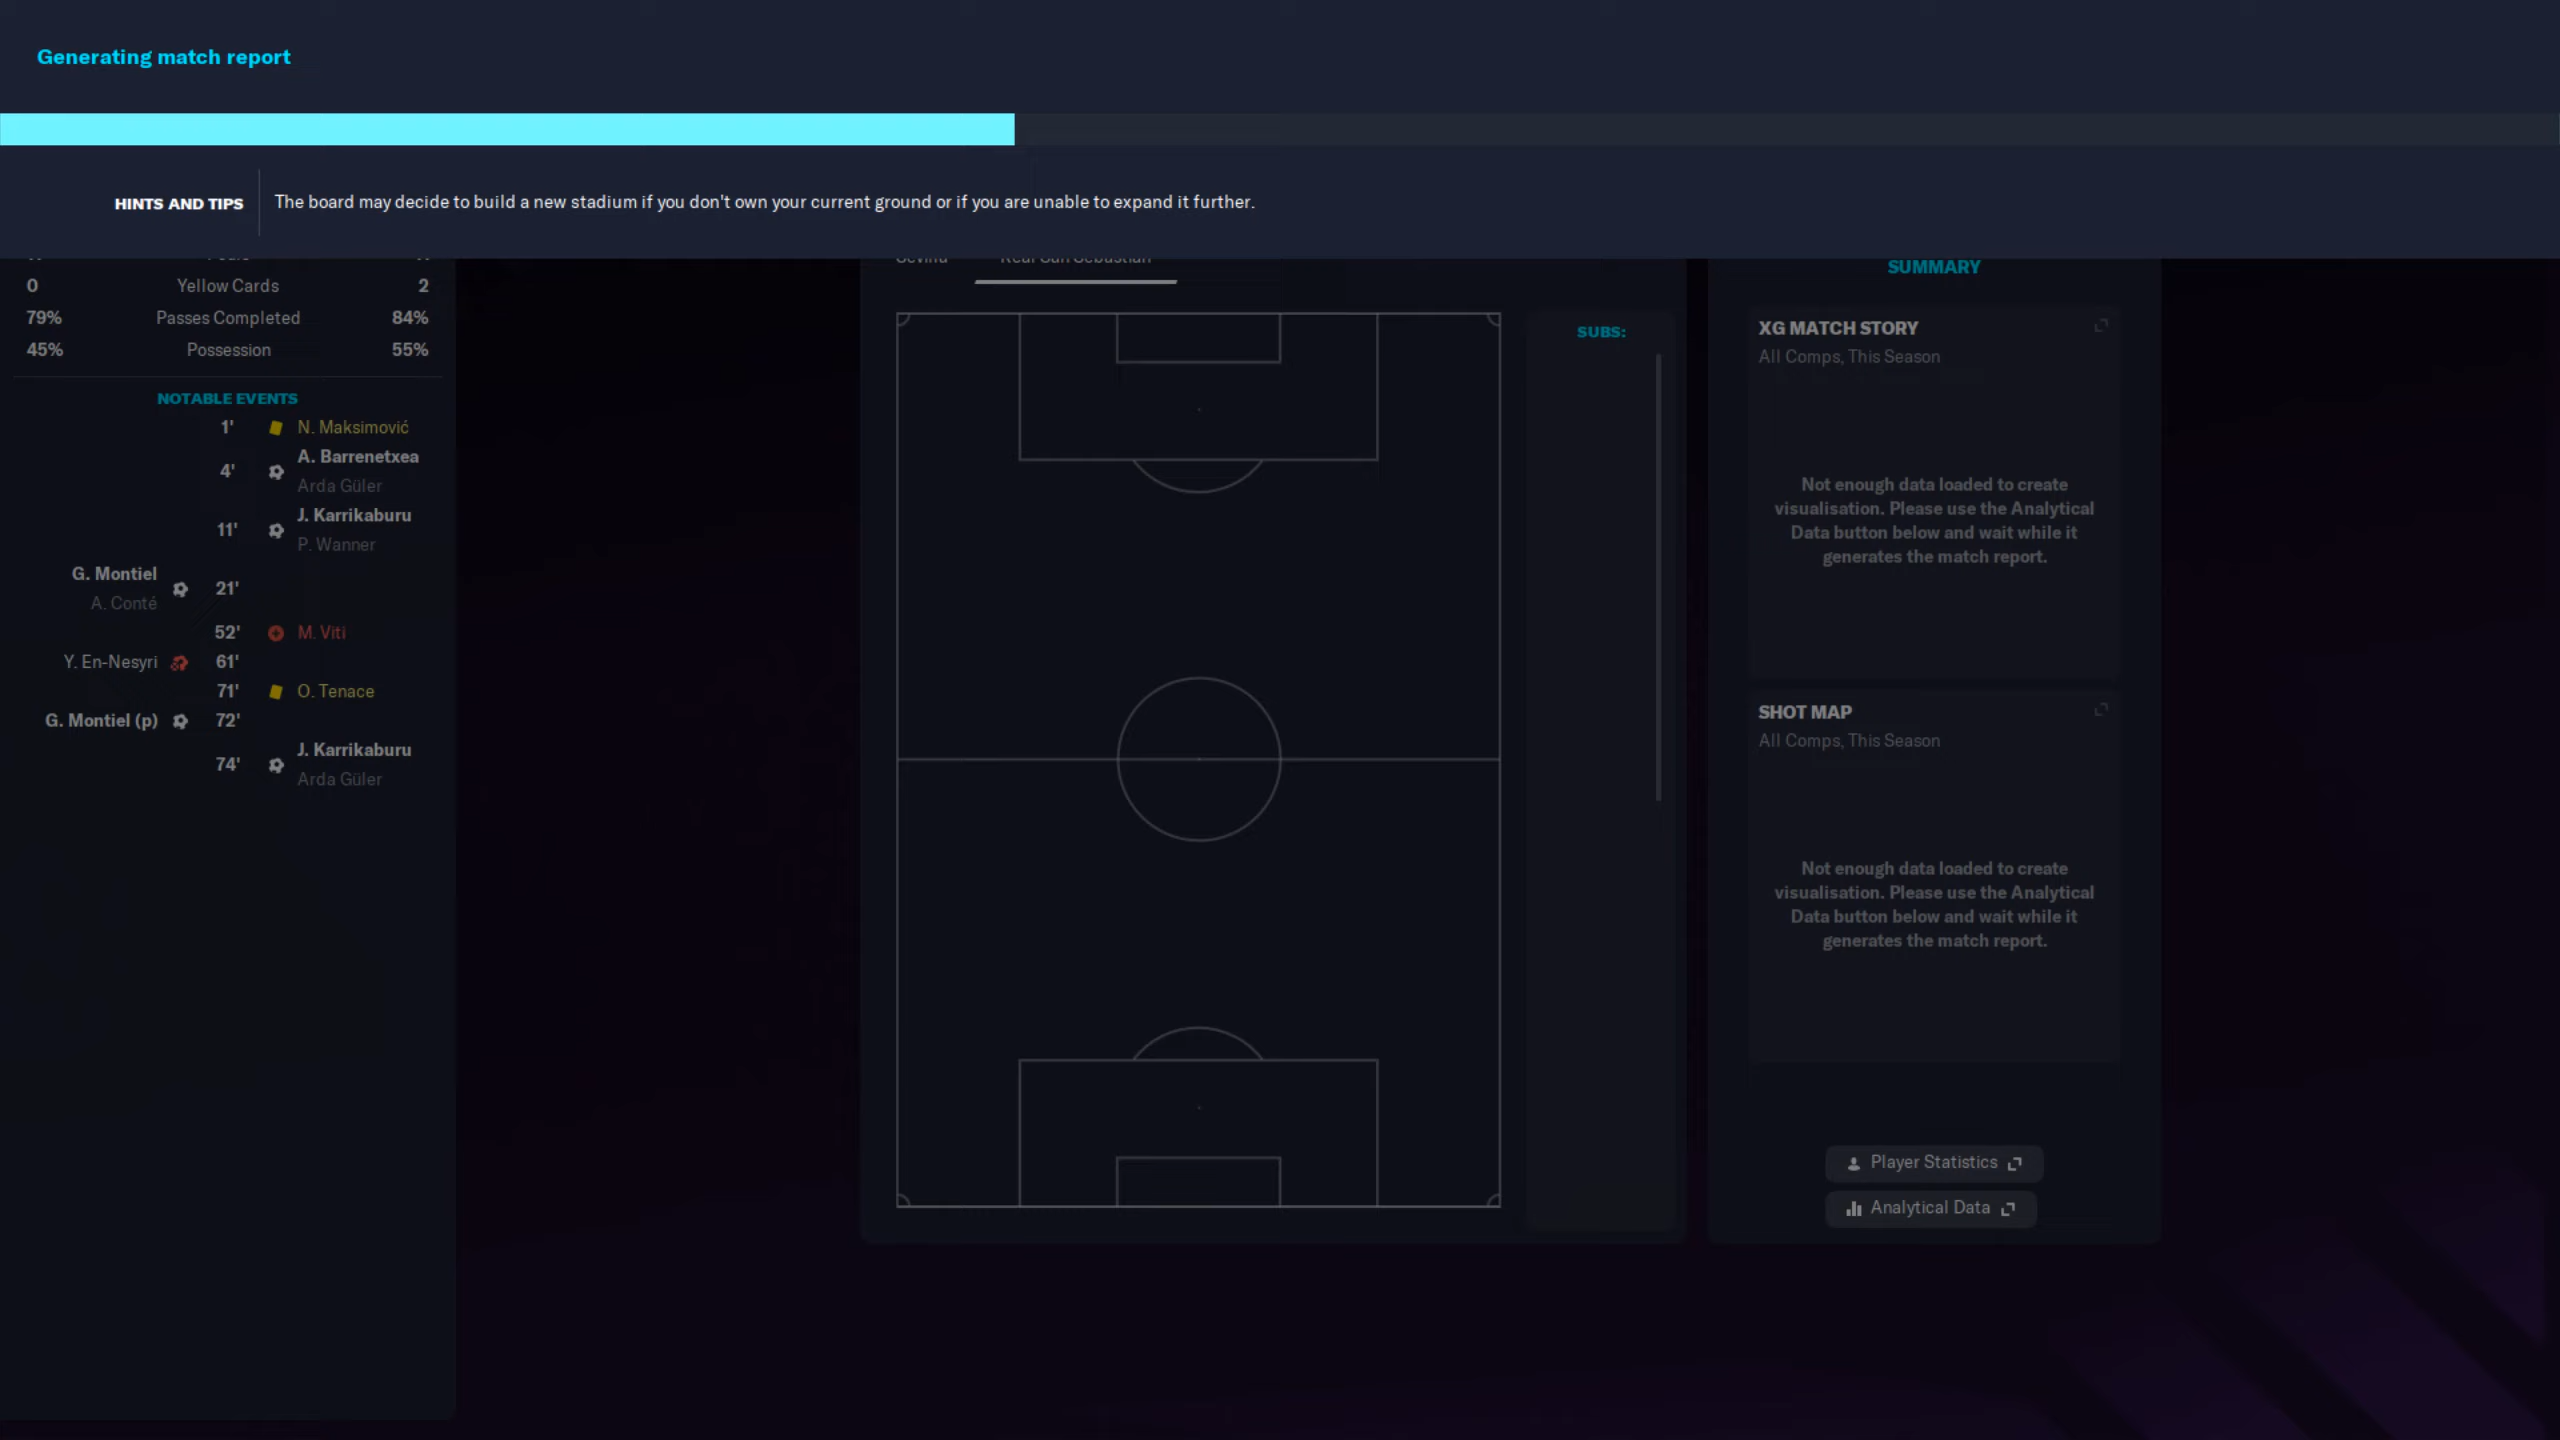 Generating match report
HINTS AND TIPS The board may decide to build a new stadium if you don't own your current ground or if you are unable to expand it further.
0 Yellow Cards 2
79% Passes Completed 84%
45% Possession 55%
NOTABLE EVENTS
1' N. Maksimović
4' A. Barrenetxea
Arda Güler
11' J. Karrikaburu
P. Wanner
G. Montiel 21'
A. Conté
52' M. Viti
Y. En-Nesyri 61'
71' O. Tenace
G. Montiel (p) 72'
74' J. Karrikaburu
Arda Güler
Real San Sebastián
SUBS:
SUMMARY
XG MATCH STORY
All Comps, This Season
Not enough data loaded to create
visualisation. Please use the Analytical
Data button below and wait while it
generates the match report.
SHOT MAP
All Comps, This Season
Not enough data loaded to create
visualisation. Please use the Analytical
Data button below and wait while it
generates the match report.
Player Statistics
Analytical Data